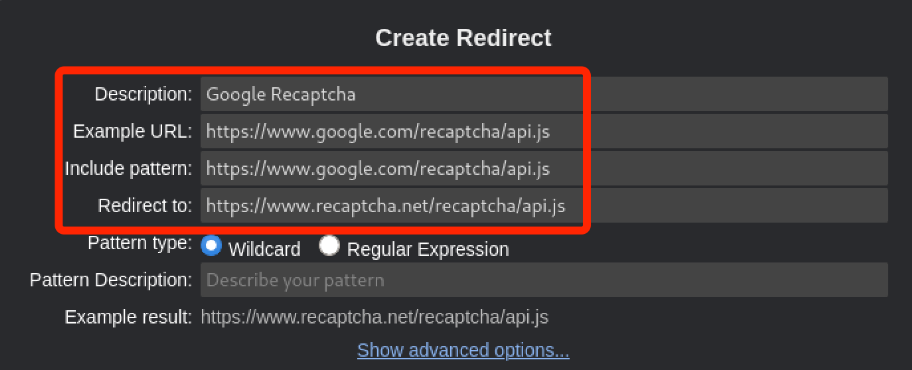 Create Redirect
Description: Google Recaptcha
Example URL: https://www.google.com/recaptcha/api.js
Include pattern: https://www.google.com/recaptcha/api.js
Redirect to: https://www.recaptcha.net/recaptcha/api.js
Pattern type: Wildcard Regular Expression
Pattern Description: Describe your pattern
Example result: https://www.recaptcha.net/recaptcha/api.js
Show advanced options...